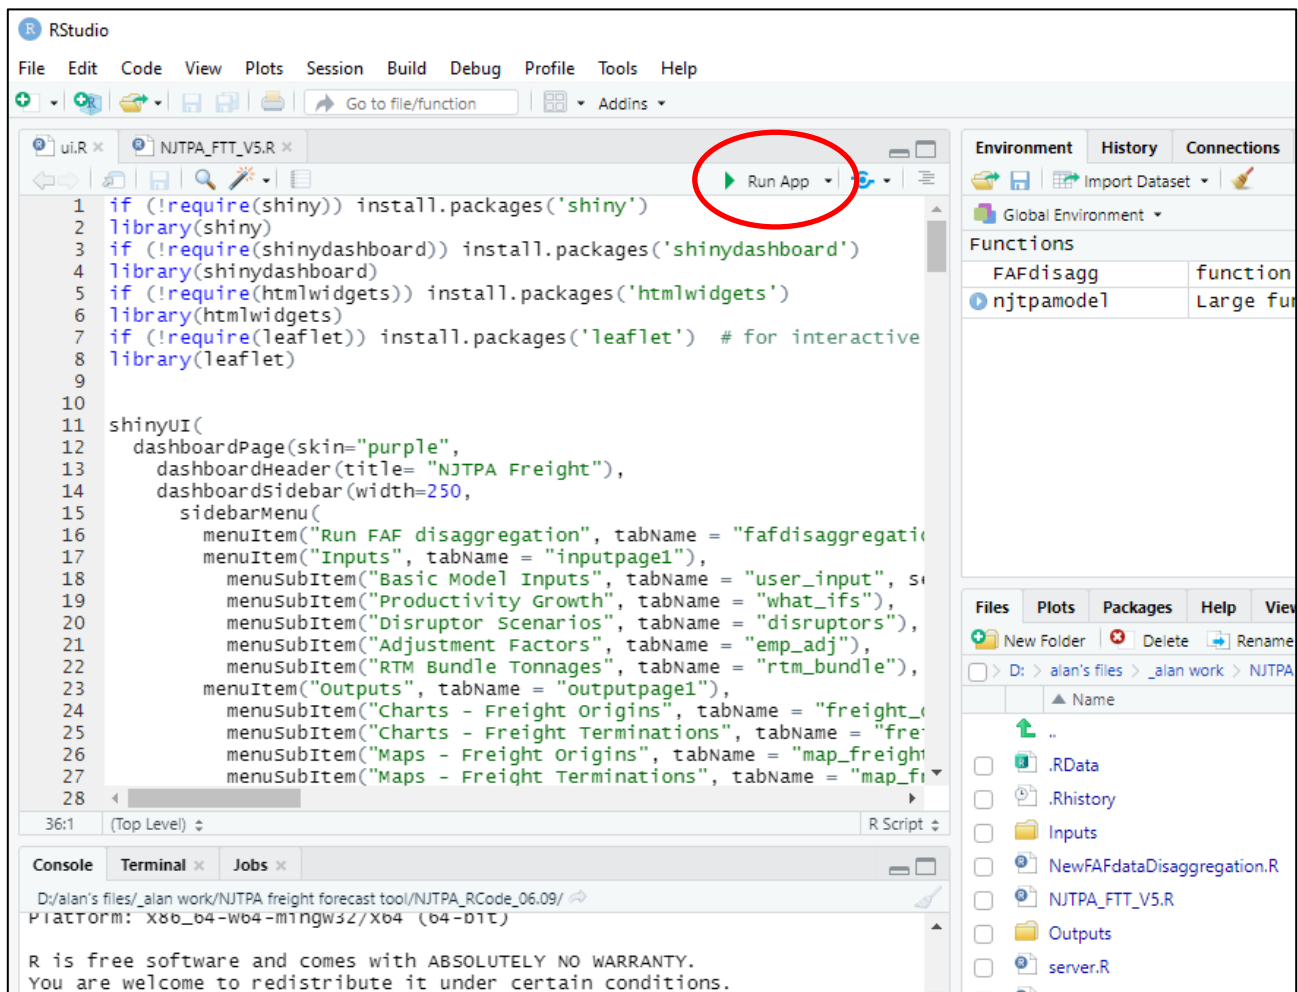 RStudio
File Edit Code View Plots Session Build Debug Profile Tools Help
Go to file/function Addins
ui.R NJTPA_FTT_V5.R
Run App
1 if (!require(shiny)) install.packages('shiny')
2 library(shiny)
3 if (!require(shinydashboard)) install.packages('shinydashboard')
4 library(shinydashboard)
5 if (!require(htmlwidgets)) install.packages('htmlwidgets')
6 library(htmlwidgets)
7 if (!require(leaflet)) install.packages('leaflet') # for interactive
8 library(leaflet)
9
10
11 shinyUI(
12 dashboardPage(skin="purple",
13 dashboardHeader(title= "NJTPA Freight"),
14 dashboardSidebar(width=250,
15 sidebarMenu(
16 menuItem("Run FAF disaggregation", tabName = "fafdisaggregatio
17 menuItem("Inputs", tabName = "inputpage1"),
18 menuSubItem("Basic Model Inputs", tabName = "user_input", se
19 menuSubItem("Productivity Growth", tabName = "what_ifs"),
20 menuSubItem("Disruptor Scenarios", tabName = "disruptors"),
21 menuSubItem("Adjustment Factors", tabName = "emp_adj"),
22 menuSubItem("RTM Bundle Tonnages", tabName = "rtm_bundle"),
23 menuItem("Outputs", tabName = "outputpage1"),
24 menuSubItem("Charts - Freight Origins", tabName = "freight_o
25 menuSubItem("Charts - Freight Terminations", tabName = "frei
26 menuSubItem("Maps - Freight Origins", tabName = "map_freight
27 menuSubItem("Maps - Freight Terminations", tabName = "map_fr
28
36:1 (Top Level) R Script
Console Terminal Jobs
D:/alan's files/_alan work/NJTPA freight forecast tool/NJTPA_RCode_06.09/
Platform: x86_64-w64-mingw32/x64 (64-bit)
R is free software and comes with ABSOLUTELY NO WARRANTY.
You are welcome to redistribute it under certain conditions.
Environment History Connections
Import Dataset
Global Environment
Functions
FAFdisagg function
njtpamodel Large fun
Files Plots Packages Help View
New Folder Delete Rename
D: > alan's files > _alan work > NJTPA
Name
..
.RData
.Rhistory
Inputs
NewFAFdataDisaggregation.R
NJTPA_FTT_V5.R
Outputs
server.R